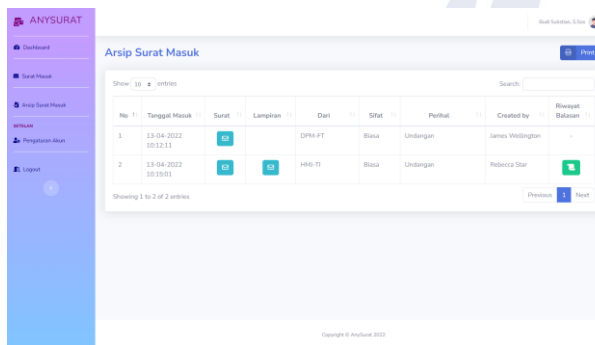 ANYSURAT
Budi Sukston, S.Sos
Dashboard
Surat Masuk
Arsip Surat Masuk
Pengaturan Akun
Logout
Arsip Surat Masuk
Print
Show 10 entries
Search:
No Tanggal Masuk Surat Lampiran Dari Sifat Perihal Created by Riwayat Balasan
1 13-04-2022 10:12:11 DPM-FT Biasa Undangan James Wellington -
2 13-04-2022 10:15:01 HMJ-TI Biasa Undangan Rebecca Star
Showing 1 to 2 of 2 entries
Previous 1 Next
Copyright © AnySurat 2022